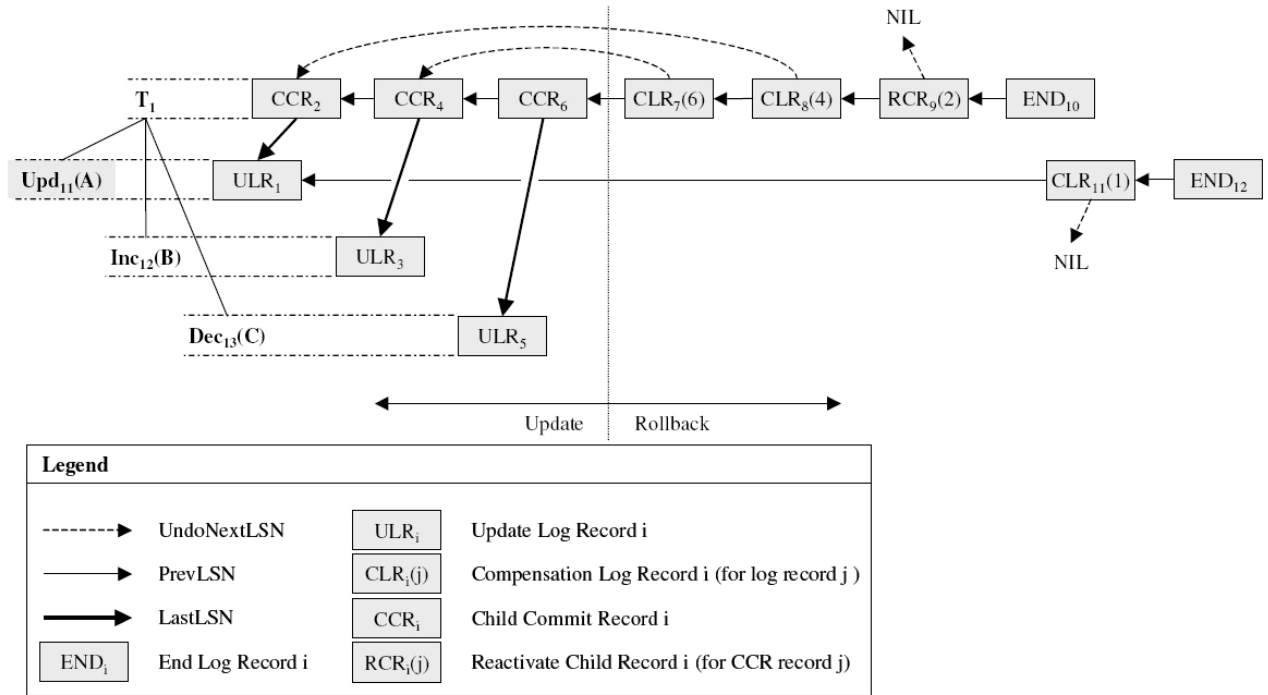 NIL
T₁ CCR₂ CCR₄ CCR₆ CLR₇(6) CLR₈(4) RCR₉(2) END₁₀
Upd₁₁(A) ULR₁ CLR₁₁(1) END₁₂
Inc₁₂(B) ULR₃ NIL
Dec₁₃(C) ULR₅
Update Rollback
Legend
UndoNextLSN ULRᵢ Update Log Record i
PrevLSN CLRᵢ(j) Compensation Log Record i (for log record j )
LastLSN CCRᵢ Child Commit Record i
ENDᵢ End Log Record i RCRᵢ(j) Reactivate Child Record i (for CCR record j)